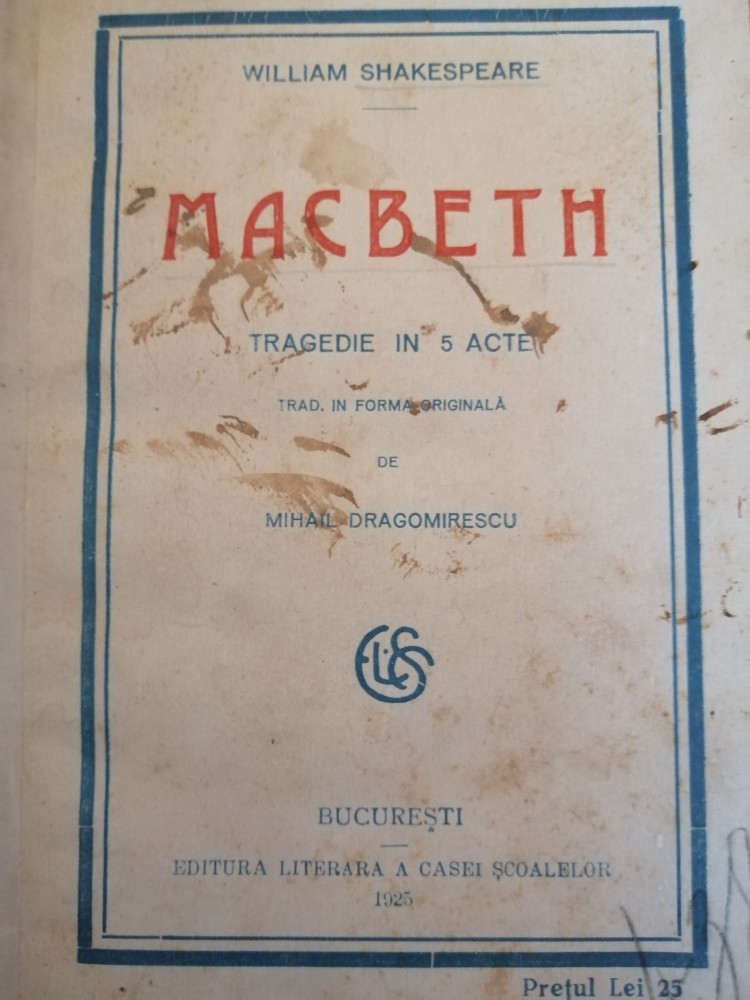 WILLIAM SHAKESPEARE
MACBETH
TRAGEDIE IN 5 ACTE
TRAD. IN FORMA ORIGINALĂ
DE
MIHAIL DRAGOMIRESCU
BUCUREȘTI
EDITURA LITERARA A CASEI ȘCOALELOR
1925
Prețul Lei 25